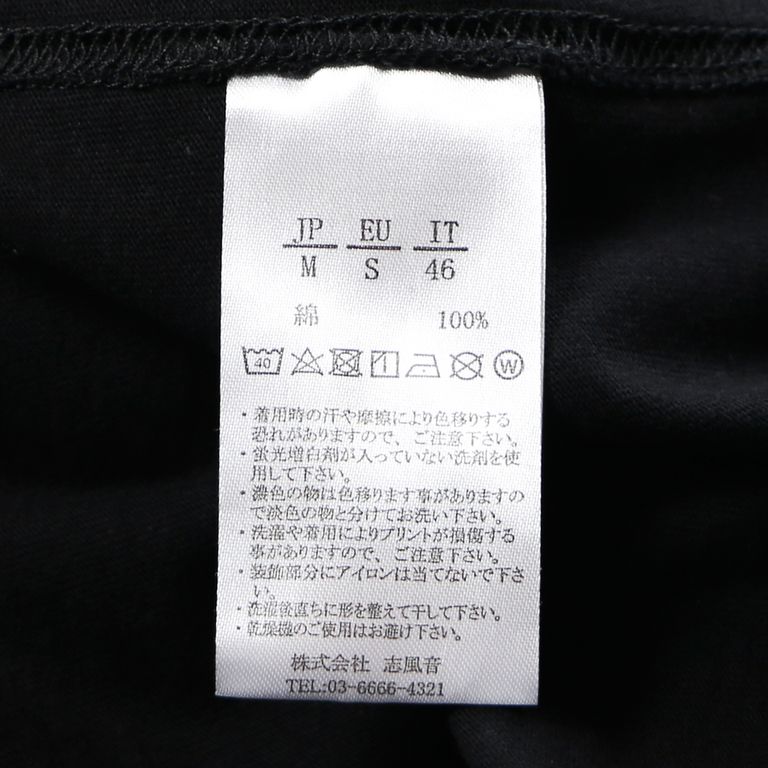 JP EU IT
M S 46
綿 100%
40 W
・着用時の汗や摩擦により色移りする
恐れがありますので、ご注意下さい。
・蛍光増白剤が入っていない洗剤を使
用して下さい。
・濃色の物は色移ります事がありますの
で淡色の物と分けてお洗い下さい。
・洗濯や着用によりプリントが損傷する
事がありますので、ご注意下さい。
・装飾部分にアイロンは当てないで下さ
い。
・洗濯後直ちに形を整えて干して下さい。
・乾燥機のご使用はお避け下さい。
株式会社 志風音
TEL:03-6666-4321